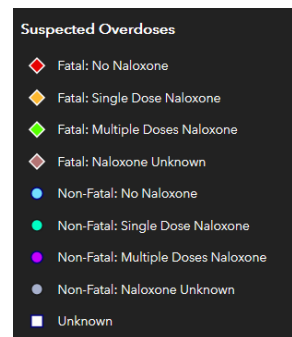 Suspected Overdoses
Fatal: No Naloxone
Fatal: Single Dose Naloxone
Fatal: Multiple Doses Naloxone
Fatal: Naloxone Unknown
Non-Fatal: No Naloxone
Non-Fatal: Single Dose Naloxone
Non-Fatal: Multiple Doses Naloxone
Non-Fatal: Naloxone Unknown
Unknown